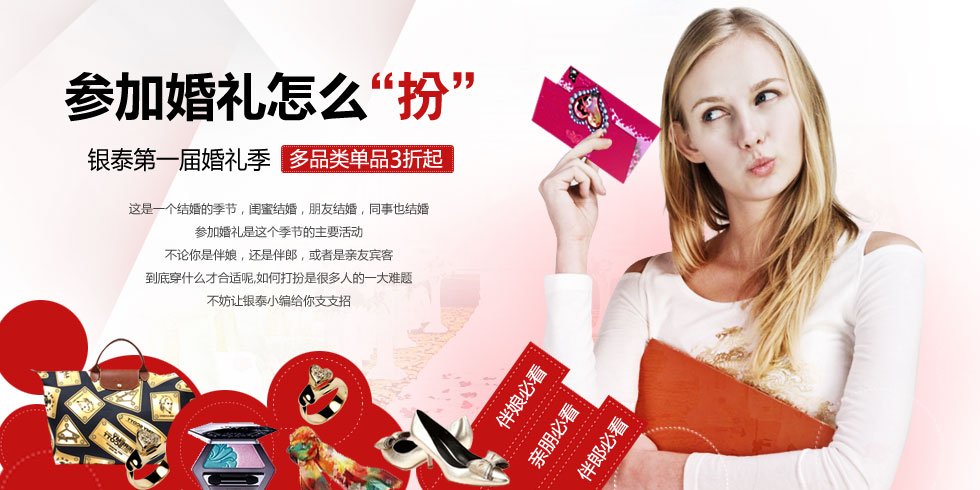 参加婚礼怎么“扮”
银泰第一届婚礼季 多品类单品3折起
这是一个结婚的季节，闺蜜结婚，朋友结婚，同事也结婚
参加婚礼是这个季节的主要活动
不论你是伴娘，还是伴郎，或者是亲友宾客
到底穿什么才合适呢,如何打扮是很多人的一大难题
不妨让银泰小编给你支支招
伴娘必看
亲朋必看
伴郎必看